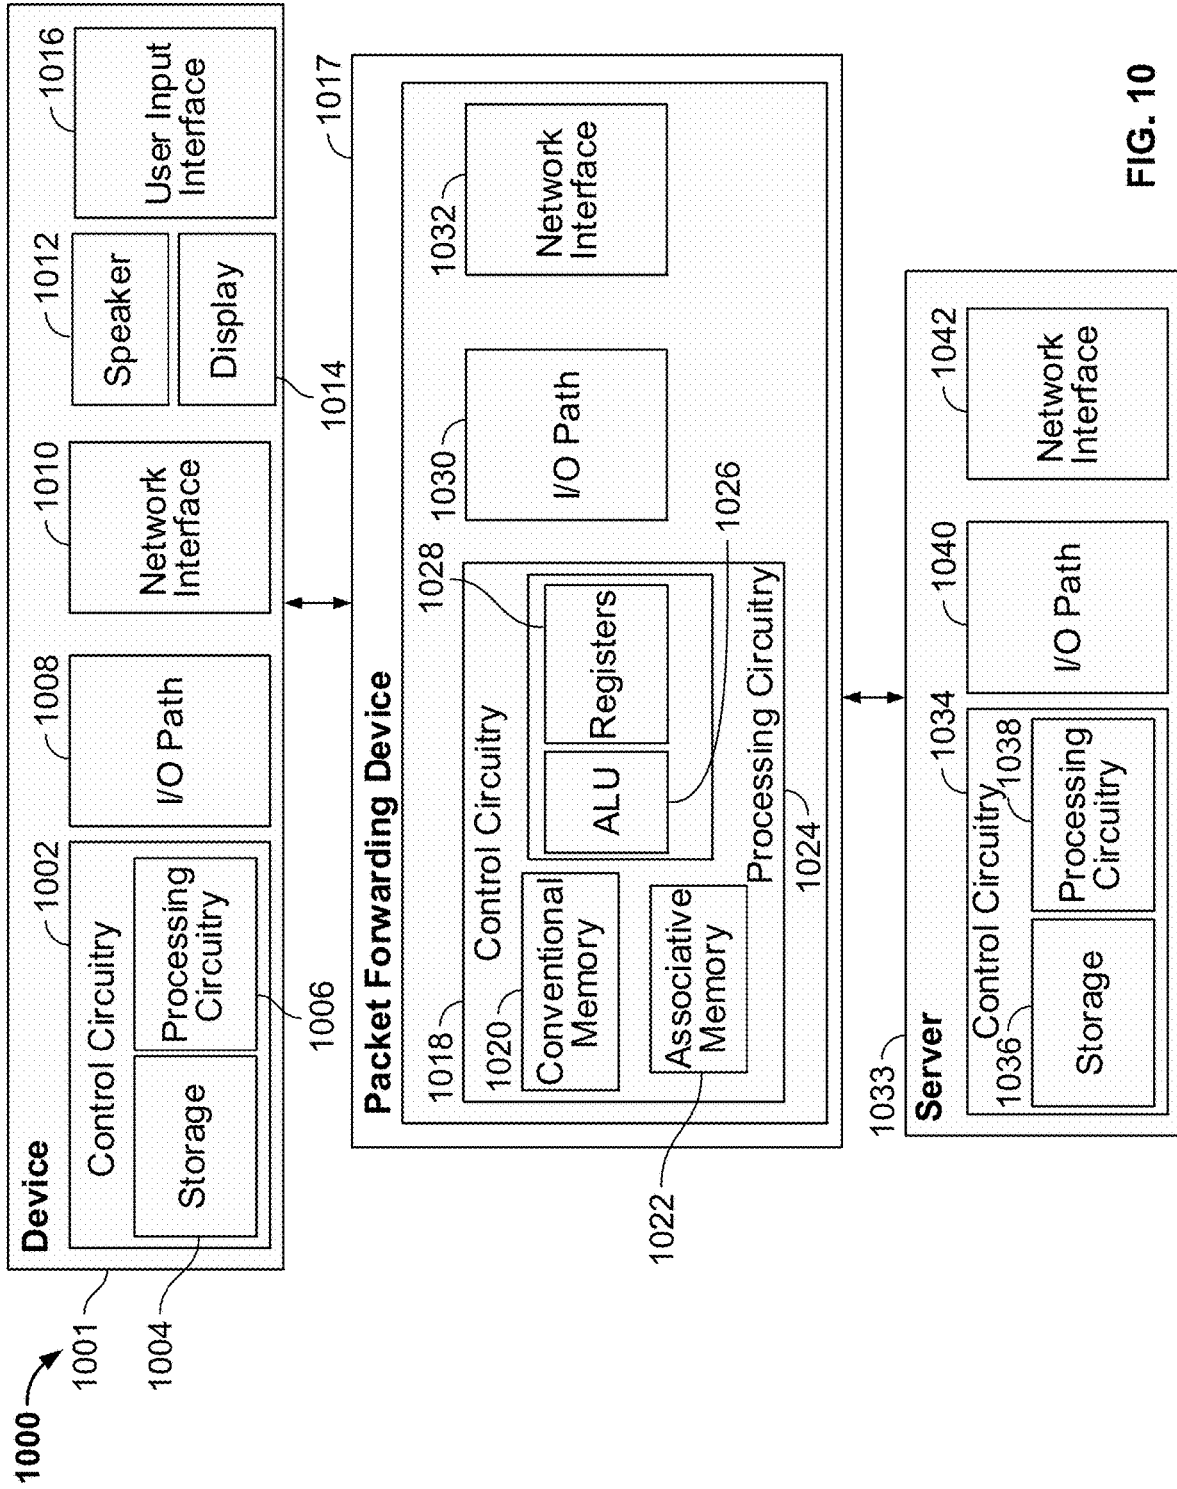 1000
1001
Device
1002
Control Circuitry
Storage
1004
Processing
Circuitry
1006
1008
I/O Path
1010
Network
Interface
1012
Speaker
Display
1014
1016
User Input
Interface
1017
Packet Forwarding Device
1018
Control Circuitry
1020
Conventional
Memory
Associative
Memory
1022
1028
ALU
Registers
1026
Processing Circuitry
1024
1030
I/O Path
1032
Network
Interface
1033
Server
1034
Control Circuitry
1036
Storage
1038
Processing
Circuitry
1040
I/O Path
1042
Network
Interface
FIG. 10